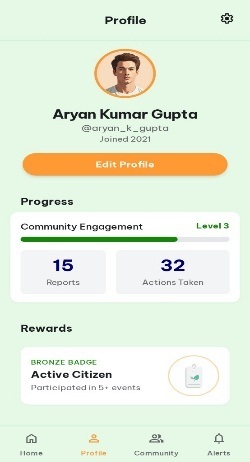 Profile
Aryan Kumar Gupta
@aryan_k_gupta
Joined 2021
Edit Profile
Progress
Community Engagement Level 3
15 32
Reports Actions Taken
Rewards
BRONZE BADGE
Active Citizen
Participated in 5+ events
Home Profile Community Alerts